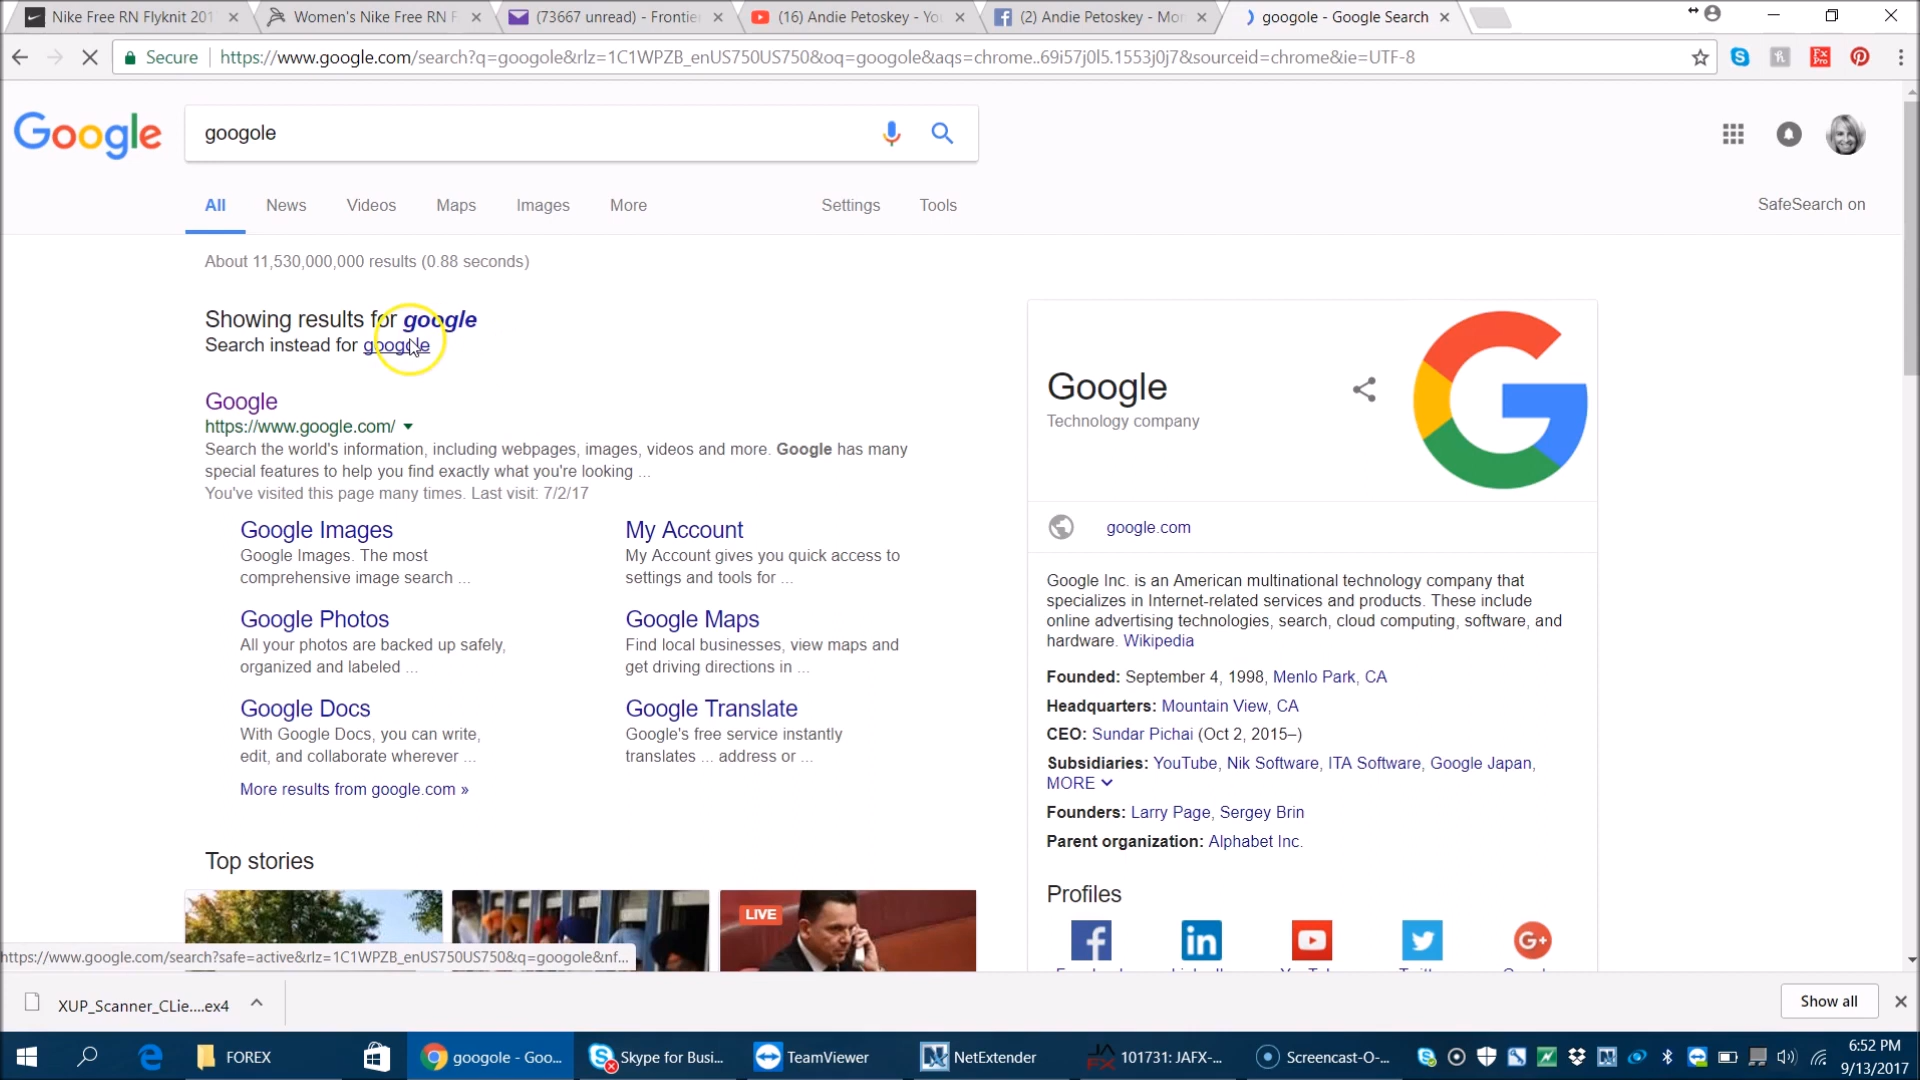 Nike Free RN Flyknit 201
Women's Nike Free RN F
(73667 unread) - Frontier
(16) Andie Petoskey - You
(2) Andie Petoskey - Mor
googole - Google Search
Secure
https://www.google.com/search?q=googole&rlz=1C1WPZB_enUS750US750&oq=googole&aqs=chrome..69i57j0l5.1553j0j7&sourceid=chrome&ie=UTF-8
Google
googole
All
News
Videos
Maps
Images
More
Settings
Tools
SafeSearch on
About 11,530,000,000 results (0.88 seconds)
Showing results for google
Search instead for googole
Google
https://www.google.com/
Search the world's information, including webpages, images, videos and more. Google has many
special features to help you find exactly what you're looking ...
You've visited this page many times. Last visit: 7/2/17
Google Images
Google Images. The most
comprehensive image search ...
My Account
My Account gives you quick access to
settings and tools for ...
Google Photos
All your photos are backed up safely,
organized and labeled ...
Google Maps
Find local businesses, view maps and
get driving directions in ...
Google Docs
With Google Docs, you can write,
edit, and collaborate wherever ...
Google Translate
Google's free service instantly
translates ... address or ...
More results from google.com »
Top stories
LIVE
Google
Technology company
google.com
Google Inc. is an American multinational technology company that
specializes in Internet-related services and products. These include
online advertising technologies, search, cloud computing, software, and
hardware. Wikipedia
Founded: September 4, 1998, Menlo Park, CA
Headquarters: Mountain View, CA
CEO: Sundar Pichai (Oct 2, 2015–)
Subsidiaries: YouTube, Nik Software, ITA Software, Google Japan,
MORE
Founders: Larry Page, Sergey Brin
Parent organization: Alphabet Inc.
Profiles
https://www.google.com/search?safe=active&rlz=1C1WPZB_enUS750US750&q=googole&nf...
XUP_Scanner_CLie....ex4
Show all
FOREX
googole - Goo...
Skype for Busi...
TeamViewer
NetExtender
101731: JAFX-...
Screencast-O-...
6:52 PM
9/13/2017